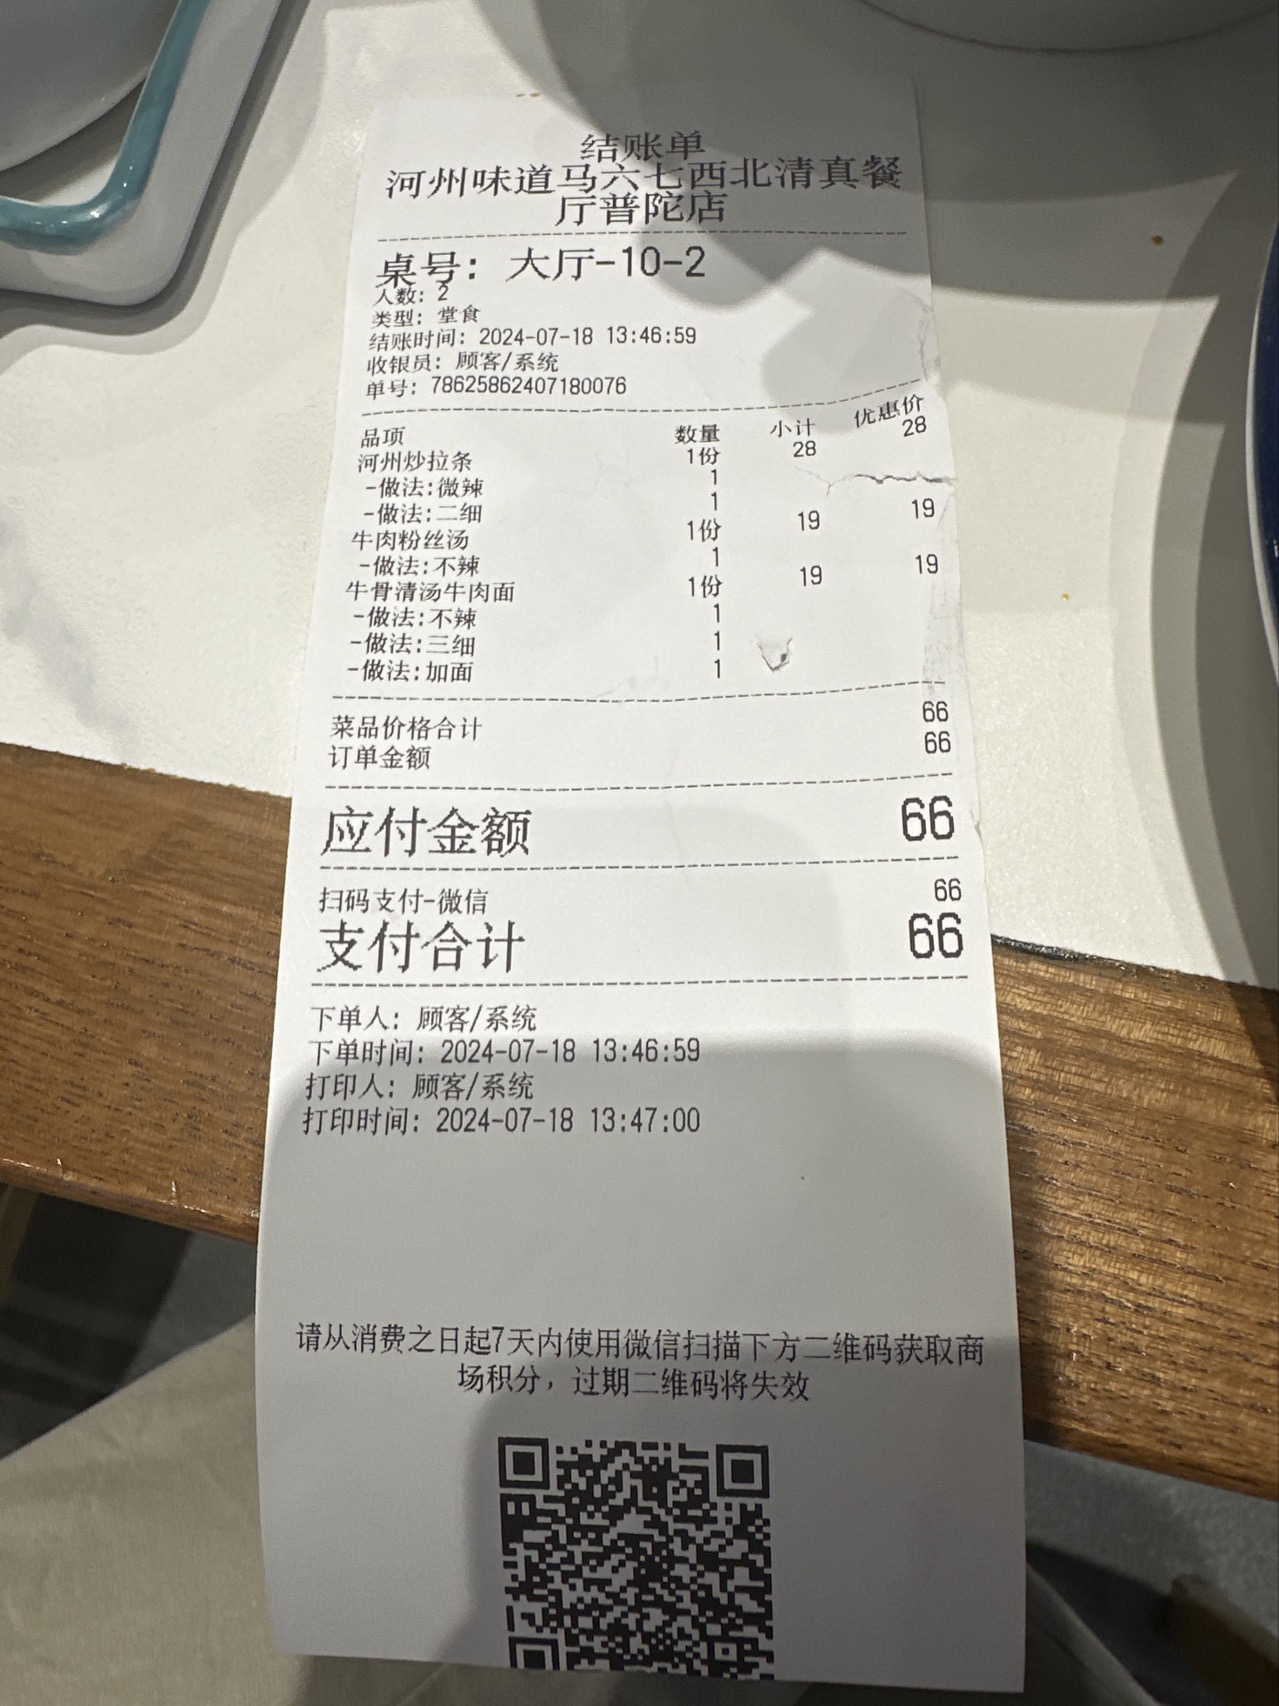 结账单
河州味道马六七西北清真餐
厅普陀店
桌号: 大厅-10-2
人数: 2
类型: 堂食
结账时间: 2024-07-18 13:46:59
收银员: 顾客/系统
单号: 78625862407180076
品项 数量 小计 优惠价
河州炒拉条 1份 28 28
-做法:微辣 1
-做法:二细 1
牛肉粉丝汤 1份 19 19
-做法:不辣 1
牛骨清汤牛肉面 1份 19 19
-做法:不辣 1
-做法:三细 1
-做法:加面 1
菜品价格合计 66
订单金额 66
应付金额 66
扫码支付-微信 66
支付合计 66
下单人: 顾客/系统
下单时间: 2024-07-18 13:46:59
打印人: 顾客/系统
打印时间: 2024-07-18 13:47:00
请从消费之日起7天内使用微信扫描下方二维码获取商
场积分，过期二维码将失效